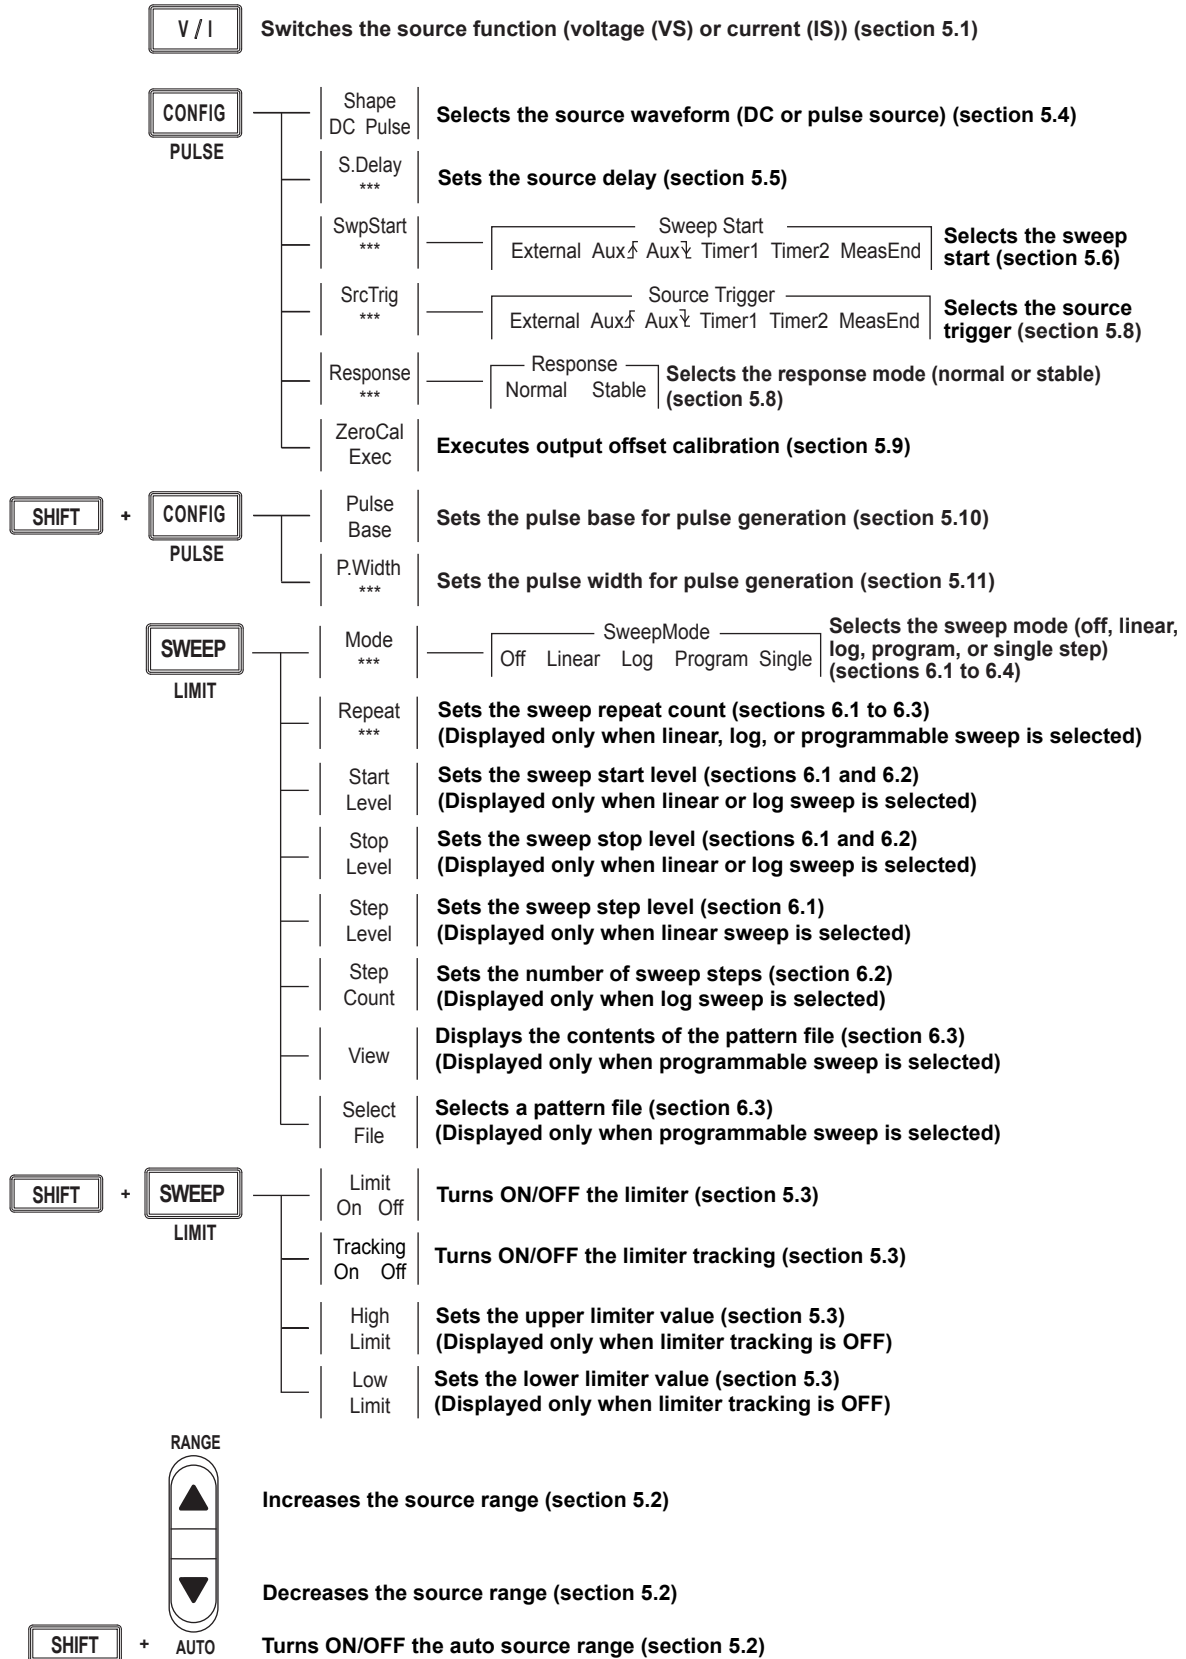 V / I Switches the source function (voltage (VS) or current (IS)) (section 5.1)
CONFIG
PULSE
Shape
DC Pulse
Selects the source waveform (DC or pulse source) (section 5.4)
S.Delay
***
Sets the source delay (section 5.5)
SwpStart
***
Sweep Start
External Aux Aux Timer1 Timer2 MeasEnd
Selects the sweep
start (section 5.6)
SrcTrig
***
Source Trigger
External Aux Aux Timer1 Timer2 MeasEnd
Selects the source
trigger (section 5.8)
Response
***
Response
Normal Stable
Selects the response mode (normal or stable)
(section 5.8)
ZeroCal
Exec
Executes output offset calibration (section 5.9)
SHIFT + CONFIG
PULSE
Pulse
Base
Sets the pulse base for pulse generation (section 5.10)
P.Width
***
Sets the pulse width for pulse generation (section 5.11)
SWEEP
LIMIT
Mode
***
SweepMode
Off Linear Log Program Single
Selects the sweep mode (off, linear,
log, program, or single step)
(sections 6.1 to 6.4)
Repeat
***
Sets the sweep repeat count (sections 6.1 to 6.3)
(Displayed only when linear, log, or programmable sweep is selected)
Start
Level
Sets the sweep start level (sections 6.1 and 6.2)
(Displayed only when linear or log sweep is selected)
Stop
Level
Sets the sweep stop level (sections 6.1 and 6.2)
(Displayed only when linear or log sweep is selected)
Step
Level
Sets the sweep step level (section 6.1)
(Displayed only when linear sweep is selected)
Step
Count
Sets the number of sweep steps (section 6.2)
(Displayed only when log sweep is selected)
View
Displays the contents of the pattern file (section 6.3)
(Displayed only when programmable sweep is selected)
Select
File
Selects a pattern file (section 6.3)
(Displayed only when programmable sweep is selected)
SHIFT + SWEEP
LIMIT
Limit
On Off
Turns ON/OFF the limiter (section 5.3)
Tracking
On Off
Turns ON/OFF the limiter tracking (section 5.3)
High
Limit
Sets the upper limiter value (section 5.3)
(Displayed only when limiter tracking is OFF)
Low
Limit
Sets the lower limiter value (section 5.3)
(Displayed only when limiter tracking is OFF)
RANGE
Increases the source range (section 5.2)
Decreases the source range (section 5.2)
SHIFT + AUTO Turns ON/OFF the auto source range (section 5.2)